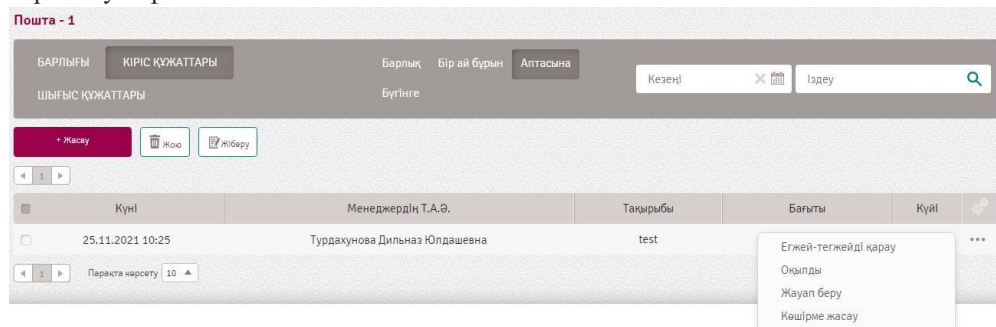 Пошта - 1
БАРЛЫҒЫ КІРІС ҚҰЖАТТАРЫ Барлық Бір ай бұрын Аптасына
Кезеңі Іздеу
ШЫҒЫС ҚҰЖАТТАРЫ Бүгінге
+ Жасау Жою Жіберу
1
Күні Менеджердің Т.А.Ә. Тақырыбы Бағыты Күйі
25.11.2021 10:25 Турдахунова Дильназ Юлдашевна test
Егжей-тегжейді қарау
1 Парақта көрсету 10
Оқылды
Жауап беру
Көшірме жасау